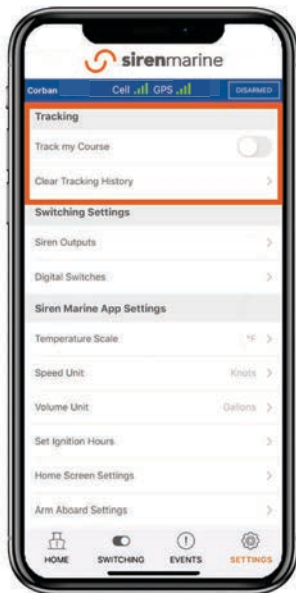 sirenmarine
Corban Cell GPS DISARMED
Tracking
Track my Course
Clear Tracking History
Switching Settings
Siren Outputs
Digital Switches
Siren Marine App Settings
Temperature Scale °F
Speed Unit Knots
Volume Unit Gallons
Set Ignition Hours
Home Screen Settings
Arm Aboard Settings
HOME SWITCHING EVENTS SETTINGS